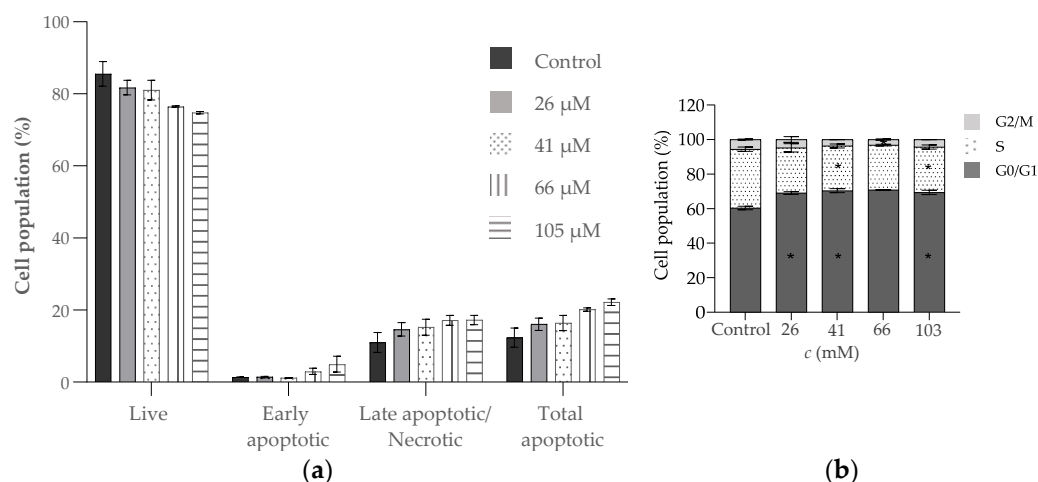 100
80
60
40
20
0
Cell population (%)
Control
26 µM
41 µM
66 µM
105 µM
Live
Early
apoptotic
Late apoptotic/
Necrotic
Total
apoptotic
(a)
120
100
80
60
40
20
0
Cell population (%)
G2/M
S
G0/G1
* * *
* * *
Control 26 41 66 103
c (mM)
(b)